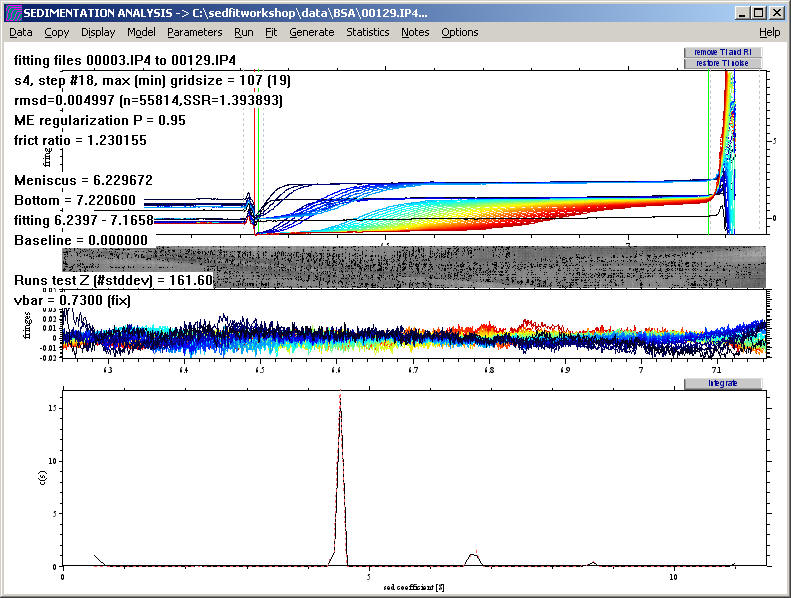 SEDIMENTATION ANALYSIS -> C:\sedfitworkshop\data\BSA\00129.IP4...
Data Copy Display Model Parameters Run Fit Generate Statistics Notes Options Help
fitting files 00003.IP4 to 00129.IP4
remove TI and RI
restore TI noise
s4, step #18, max (min) gridsize = 107 (19)
rmsd=0.004997 (n=55814,SSR=1.393893)
ME regularization P = 0.95
frict ratio = 1.230155
5
Meniscus = 6.229672
Bottom = 7.220600
fitting 6.2397 - 7.1658
0
Baseline = 0.000000
Runs test Z (#stddev) = 161.60
vbar = 0.7300 (fix)
fringes
0.01
0.00
-0.01
-0.02
6.3 6.4 6.5 6.6 6.7 6.8 6.9 7 7.1
Integrate
15
10
c(s)
5
0
0 5 10
sed coefficient [S]